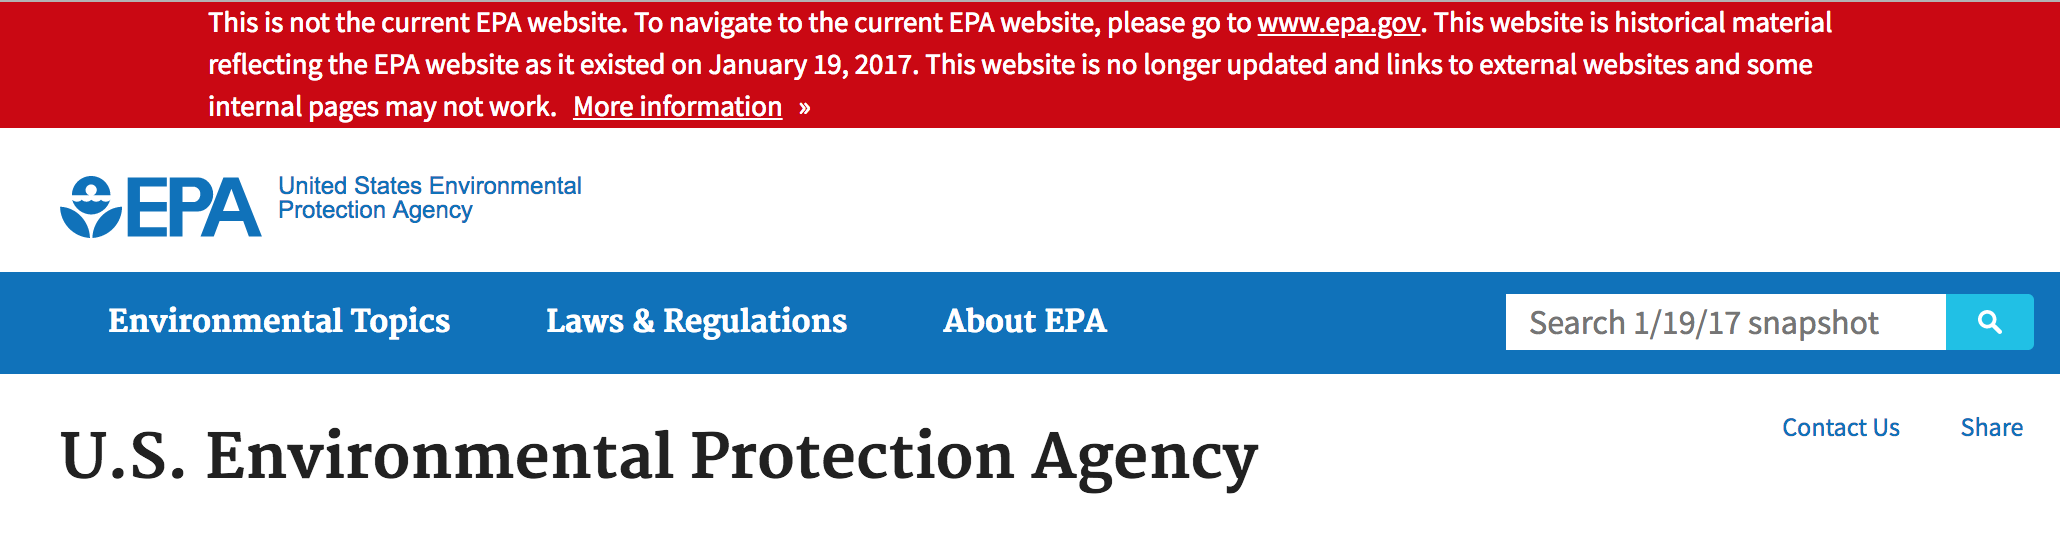 This is not the current EPA website. To navigate to the current EPA website, please go to www.epa.gov. This website is historical material
reflecting the EPA website as it existed on January 19, 2017. This website is no longer updated and links to external websites and some
internal pages may not work. More information »
EPA
United States Environmental
Protection Agency
Environmental Topics
Laws & Regulations
About EPA
Search 1/19/17 snapshot
Contact Us
Share
U.S. Environmental Protection Agency